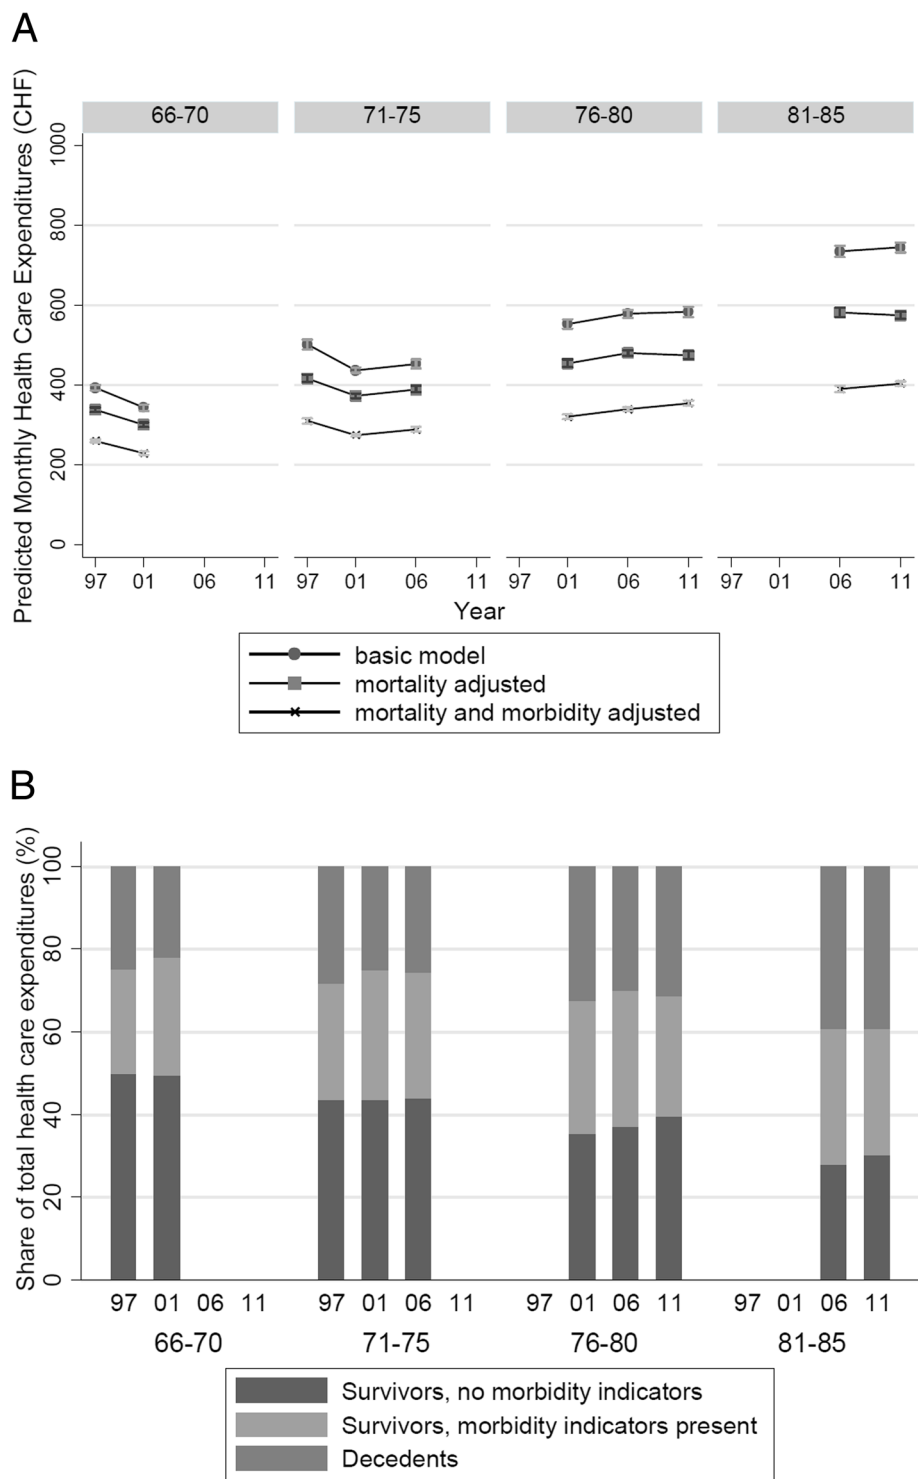 A
Predicted Monthly Health Care Expenditures (CHF)
66-70 71-75 76-80 81-85
1000
800
600
400
200
0
97 01 06 11 97 01 06 11 97 01 06 11 97 01 06 11
Year
basic model
mortality adjusted
mortality and morbidity adjusted
B
Share of total health care expenditures (%)
100
80
60
40
20
0
97 01 06 11 97 01 06 11 97 01 06 11 97 01 06 11
66-70 71-75 76-80 81-85
Survivors, no morbidity indicators
Survivors, morbidity indicators present
Decedents